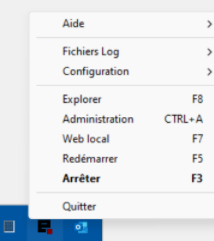 Aide
Fichiers Log
Configuration
Explorer F8
Administration CTRL+A
Web local F7
Redémarrer F5
Arrêter F3
Quitter